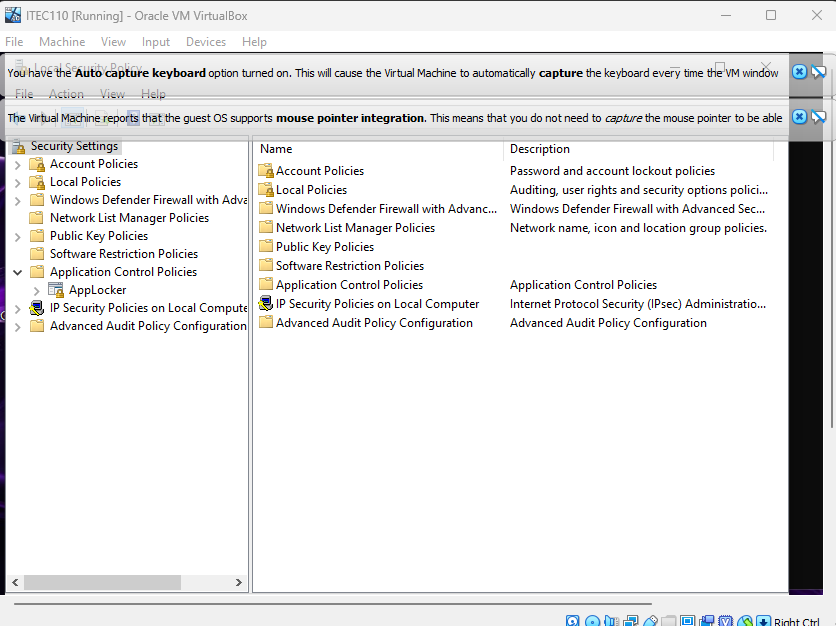 ITEC110 [Running] - Oracle VM VirtualBox
File Machine View Input Devices Help
Local Security Policy
You have the Auto capture keyboard option turned on. This will cause the Virtual Machine to automatically capture the keyboard every time the VM window
File Action View Help
The Virtual Machine reports that the guest OS supports mouse pointer integration. This means that you do not need to capture the mouse pointer to be able
Security Settings
Account Policies
Local Policies
Windows Defender Firewall with Adva
Network List Manager Policies
Public Key Policies
Software Restriction Policies
Application Control Policies
AppLocker
IP Security Policies on Local Compute
Advanced Audit Policy Configuration
Name Description
Account Policies Password and account lockout policies
Local Policies Auditing, user rights and security options polici...
Windows Defender Firewall with Advanc... Windows Defender Firewall with Advanced Sec...
Network List Manager Policies Network name, icon and location group policies.
Public Key Policies
Software Restriction Policies
Application Control Policies Application Control Policies
IP Security Policies on Local Computer Internet Protocol Security (IPsec) Administratio...
Advanced Audit Policy Configuration Advanced Audit Policy Configuration
Right Ctrl